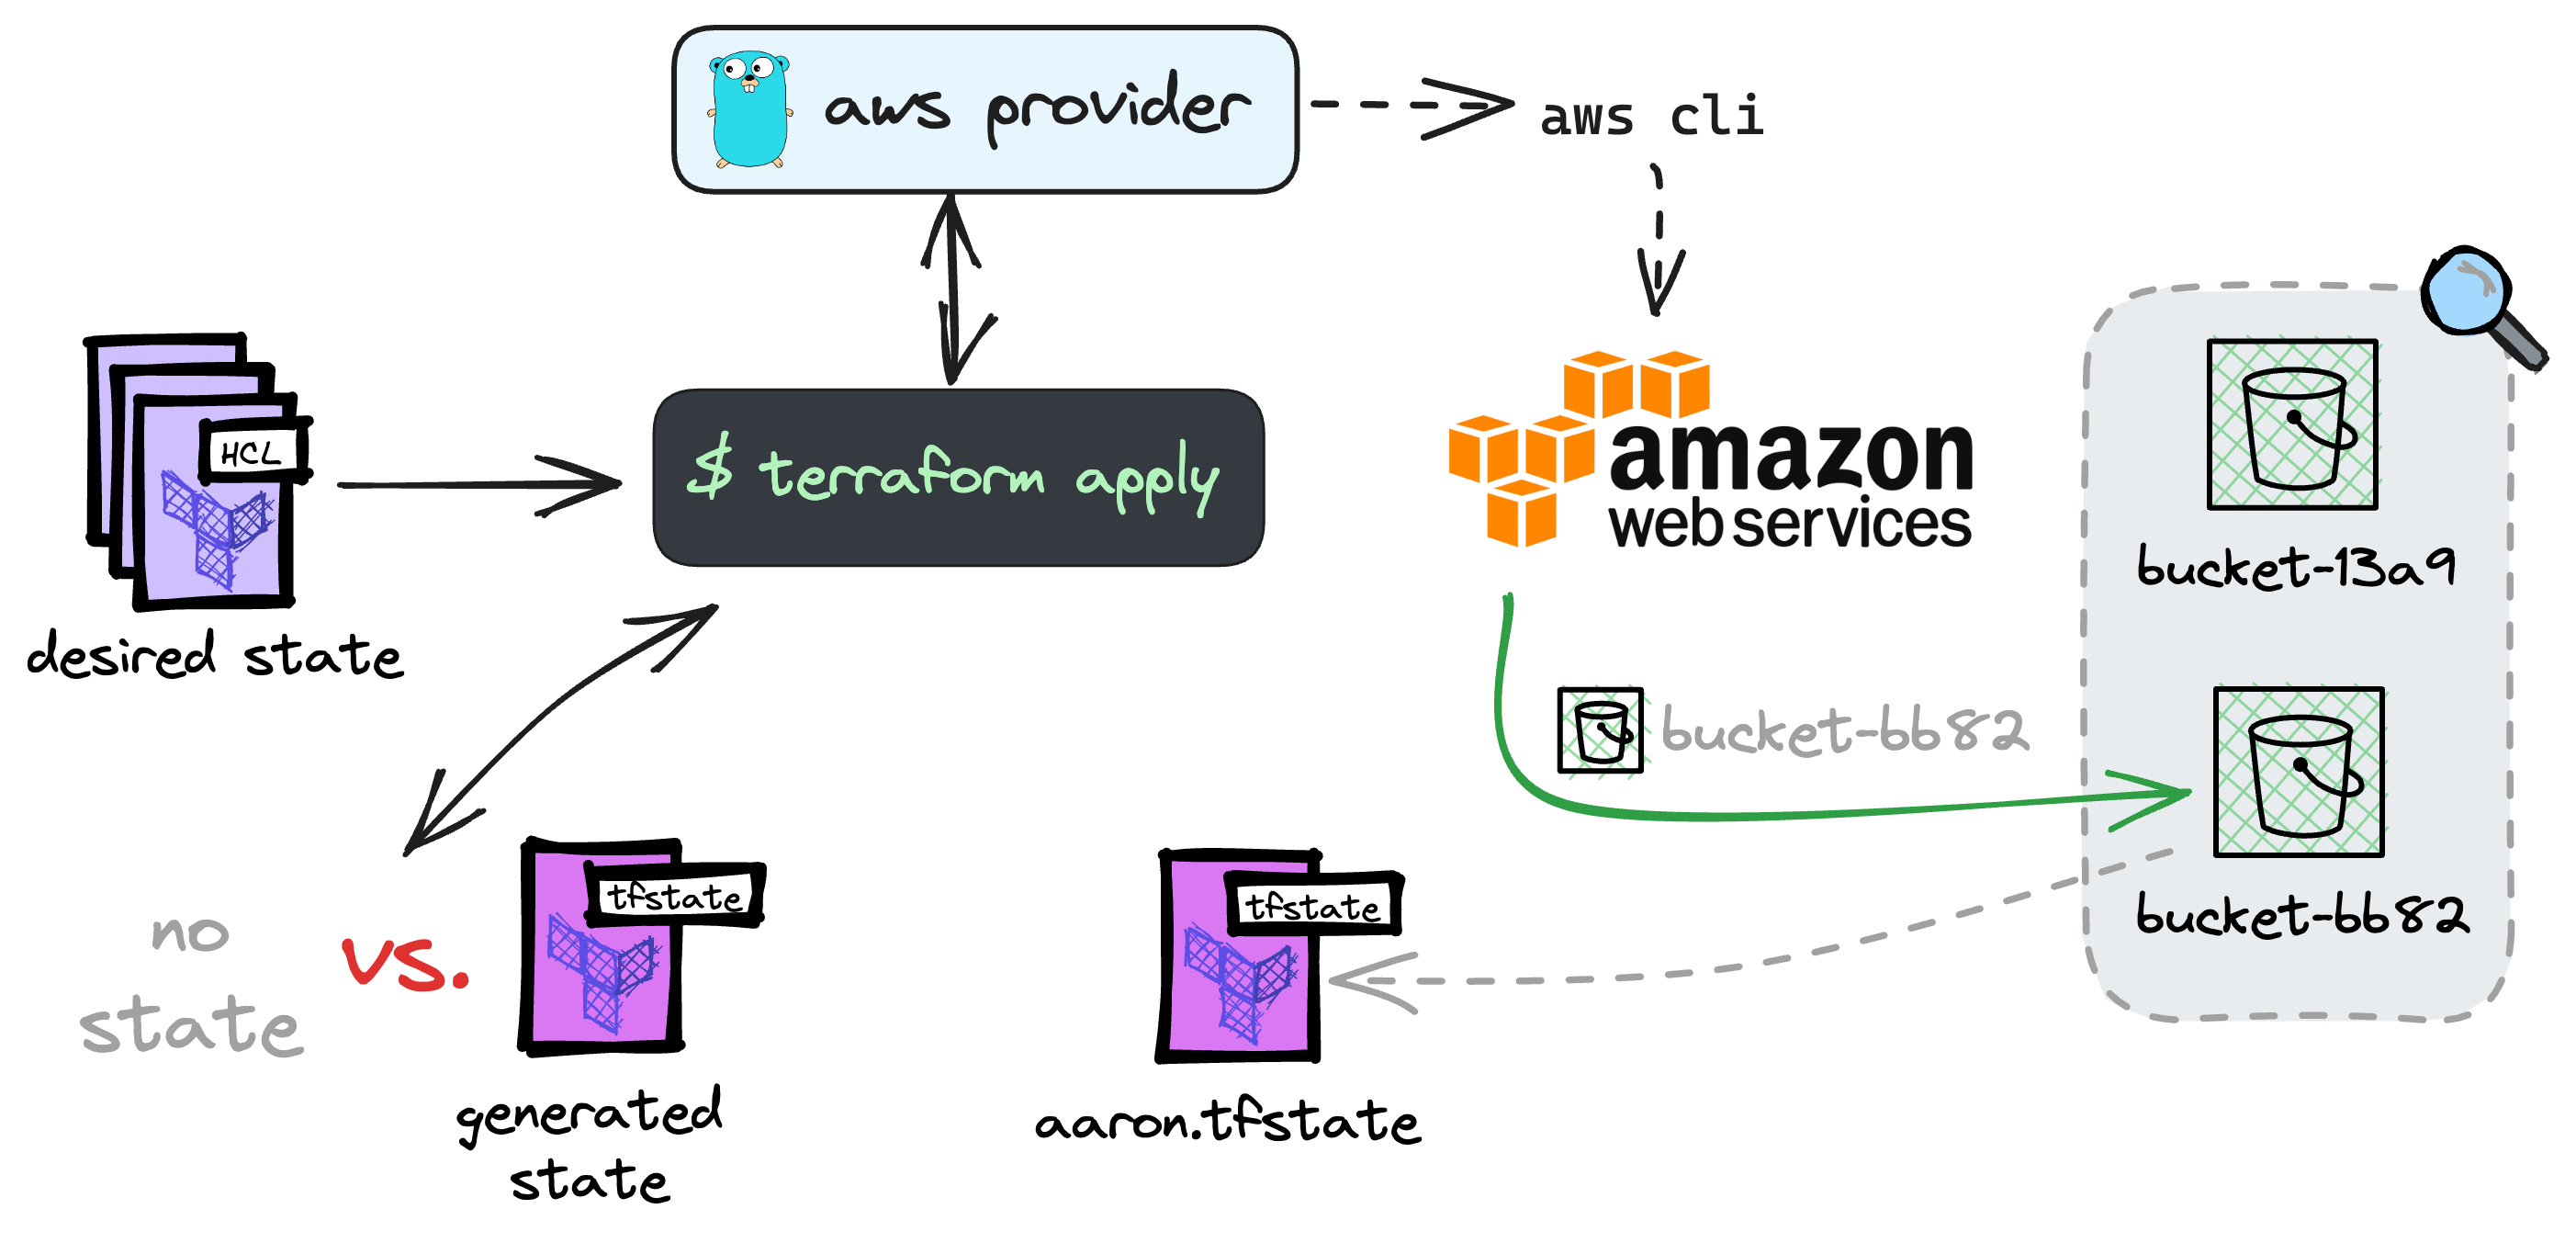 aws provider
aws cli
HCL
$ terraform apply
desired state
amazon
web services
bucket-13a9
bucket-bb82
bucket-bb82
no
state
vs.
tfstate
generated
state
tfstate
aaron.tfstate